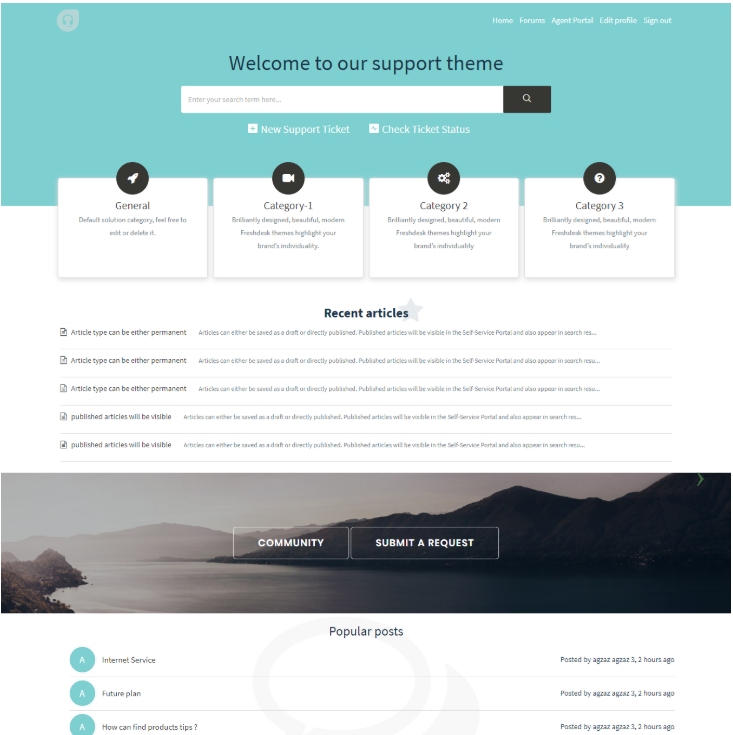 Home Forums Agent Portal Edit profile Sign out
Welcome to our support theme
Enter your search term here...
New Support Ticket Check Ticket Status
General
Default solution category, feel free to
edit or delete it.
Category-1
Brilliantly designed, beautiful, modern
Freshdesk themes highlight your
brand's individuality.
Category 2
Brilliantly designed, beautiful, modern
Freshdesk themes highlight your
brand's individuality
Category 3
Brilliantly designed, beautiful, modern
Freshdesk themes highlight your
brand's individuality
Recent articles
Article type can be either permanent Articles can either be saved as a draft or directly published. Published articles will be visible in the Self-Service Portal and also appear in search resu...
Article type can be either permanent Articles can either be saved as a draft or directly published. Published articles will be visible in the Self-Service Portal and also appear in search resu...
Article type can be either permanent Articles can either be saved as a draft or directly published. Published articles will be visible in the Self-Service Portal and also appear in search resu...
published articles will be visible Articles can either be saved as a draft or directly published. Published articles will be visible in the Self-Service Portal and also appear in search res...
published articles will be visible Articles can either be saved as a draft or directly published. Published articles will be visible in the Self-Service Portal and also appear in search resu...
COMMUNITY SUBMIT A REQUEST
Popular posts
A Internet Service Posted by agzaz agzaz 3, 2 hours ago
A Future plan Posted by agzaz agzaz 3, 2 hours ago
A How can find products tips ? Posted by agzaz agzaz 3, 2 hours ago